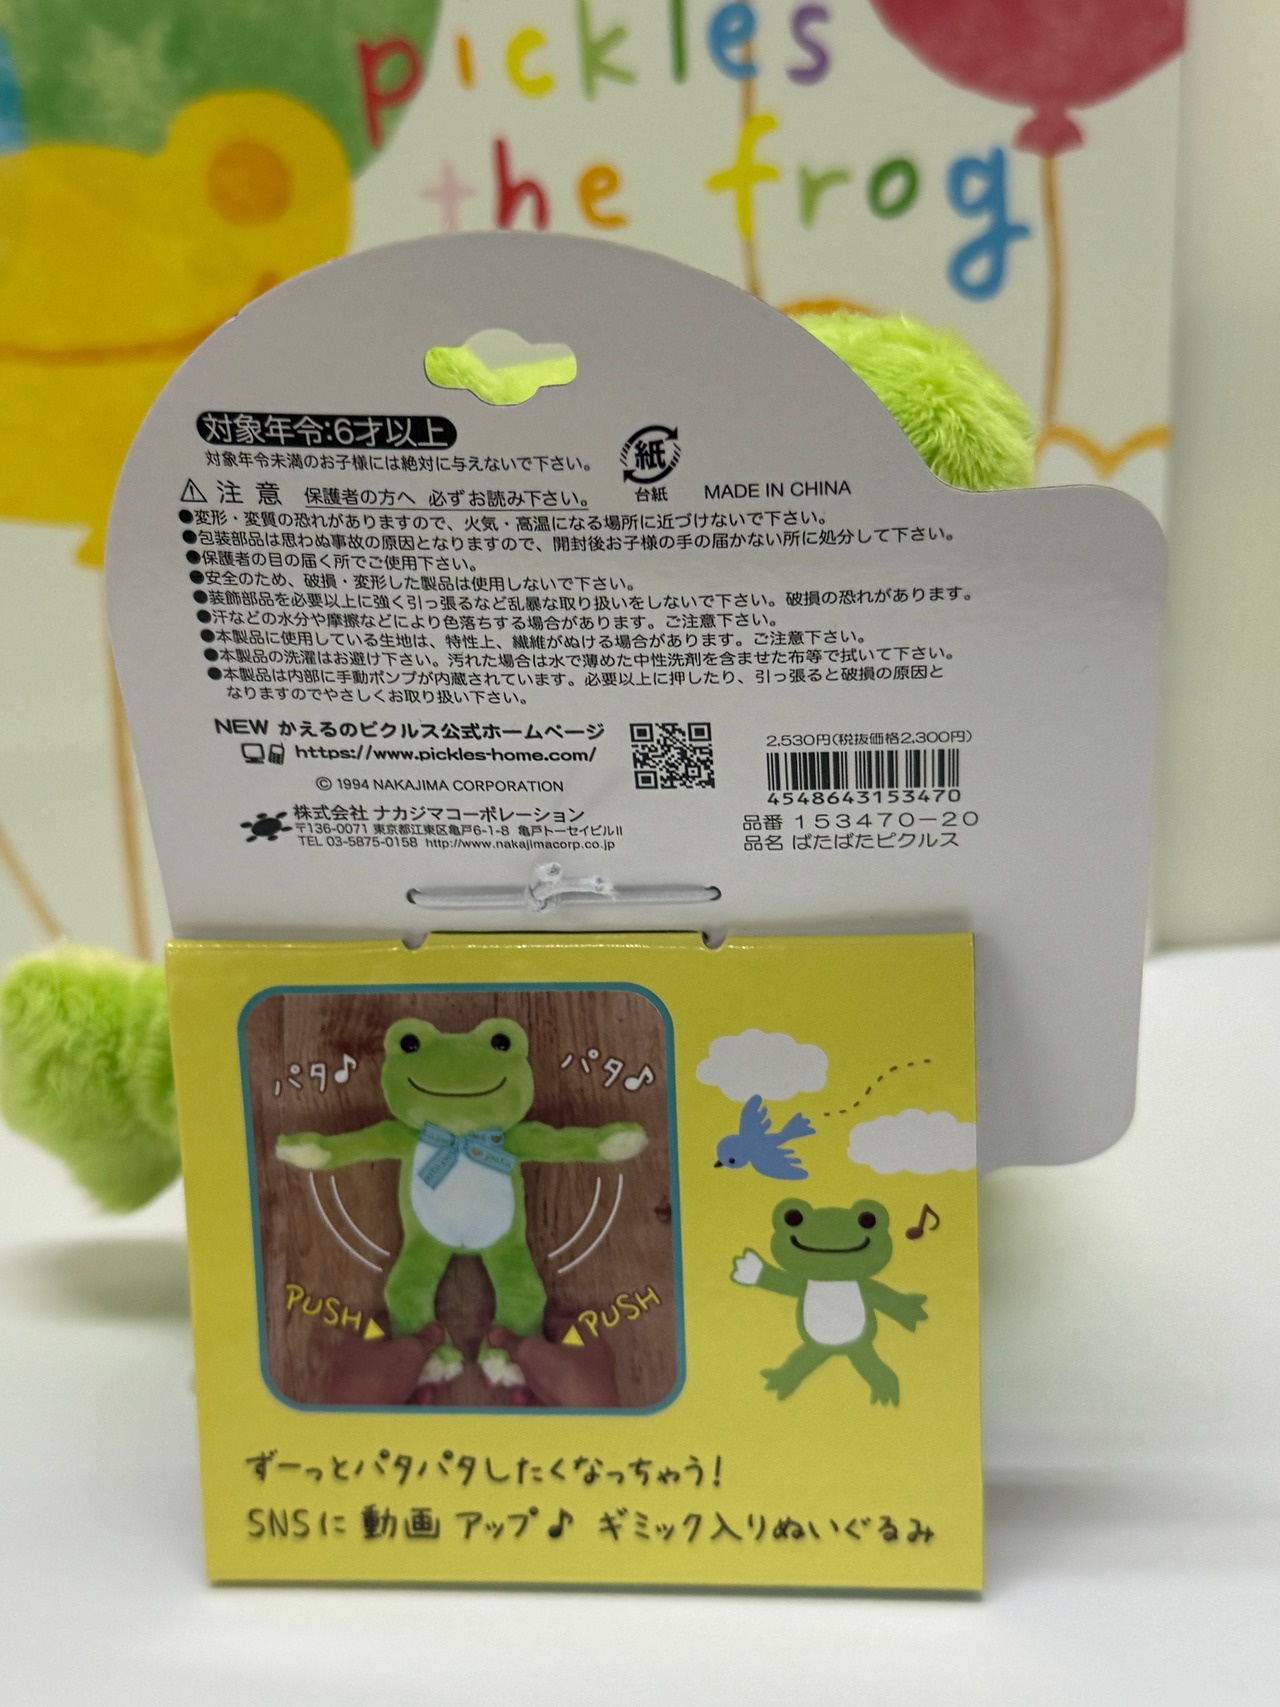 pickles
the frog
対象年令:6才以上
対象年令未満のお子様には絶対に与えないで下さい。
紙
台紙
MADE IN CHINA
⚠注意 保護者の方へ 必ずお読み下さい。
●変形・変質の恐れがありますので、火気・高温になる場所に近づけないで下さい。
●包装部品は思わぬ事故の原因となりますので、開封後お子様の手の届かない所に処分して下さい。
●保護者の目の届く所でご使用下さい。
●安全のため、破損・変形した製品は使用しないで下さい。
●装飾部品を必要以上に強く引っ張るなど乱暴な取り扱いをしないで下さい。破損の恐れがあります。
●汗などの水分や摩擦などにより色落ちする場合があります。ご注意下さい。
●本製品に使用している生地は、特性上、繊維がぬける場合があります。ご注意下さい。
●本製品の洗濯はお避け下さい。汚れた場合は水で薄めた中性洗剤を含ませた布等で拭いて下さい。
●本製品は内部に手動ポンプが内蔵されています。必要以上に押したり、引っ張ると破損の原因と
なりますのでやさしくお取り扱い下さい。
NEW かえるのピクルス公式ホームページ
https://www.pickles-home.com/
© 1994 NAKAJIMA CORPORATION
株式会社 ナカジマコーポレーション
〒136-0071 東京都江東区亀戸6-1-8 亀戸トーセイビルⅡ
TEL 03-5875-0158 http://www.nakajimacorp.co.jp
2,530円(税抜価格2,300円)
4548643153470
品番 153470-20
品名 ぱたぱたピクルス
パタ♪
パタ♪
PUSH
PUSH
ずーっとパタパタしたくなっちゃう!
SNSに動画アップ♪ ギミック入りぬいぐるみ